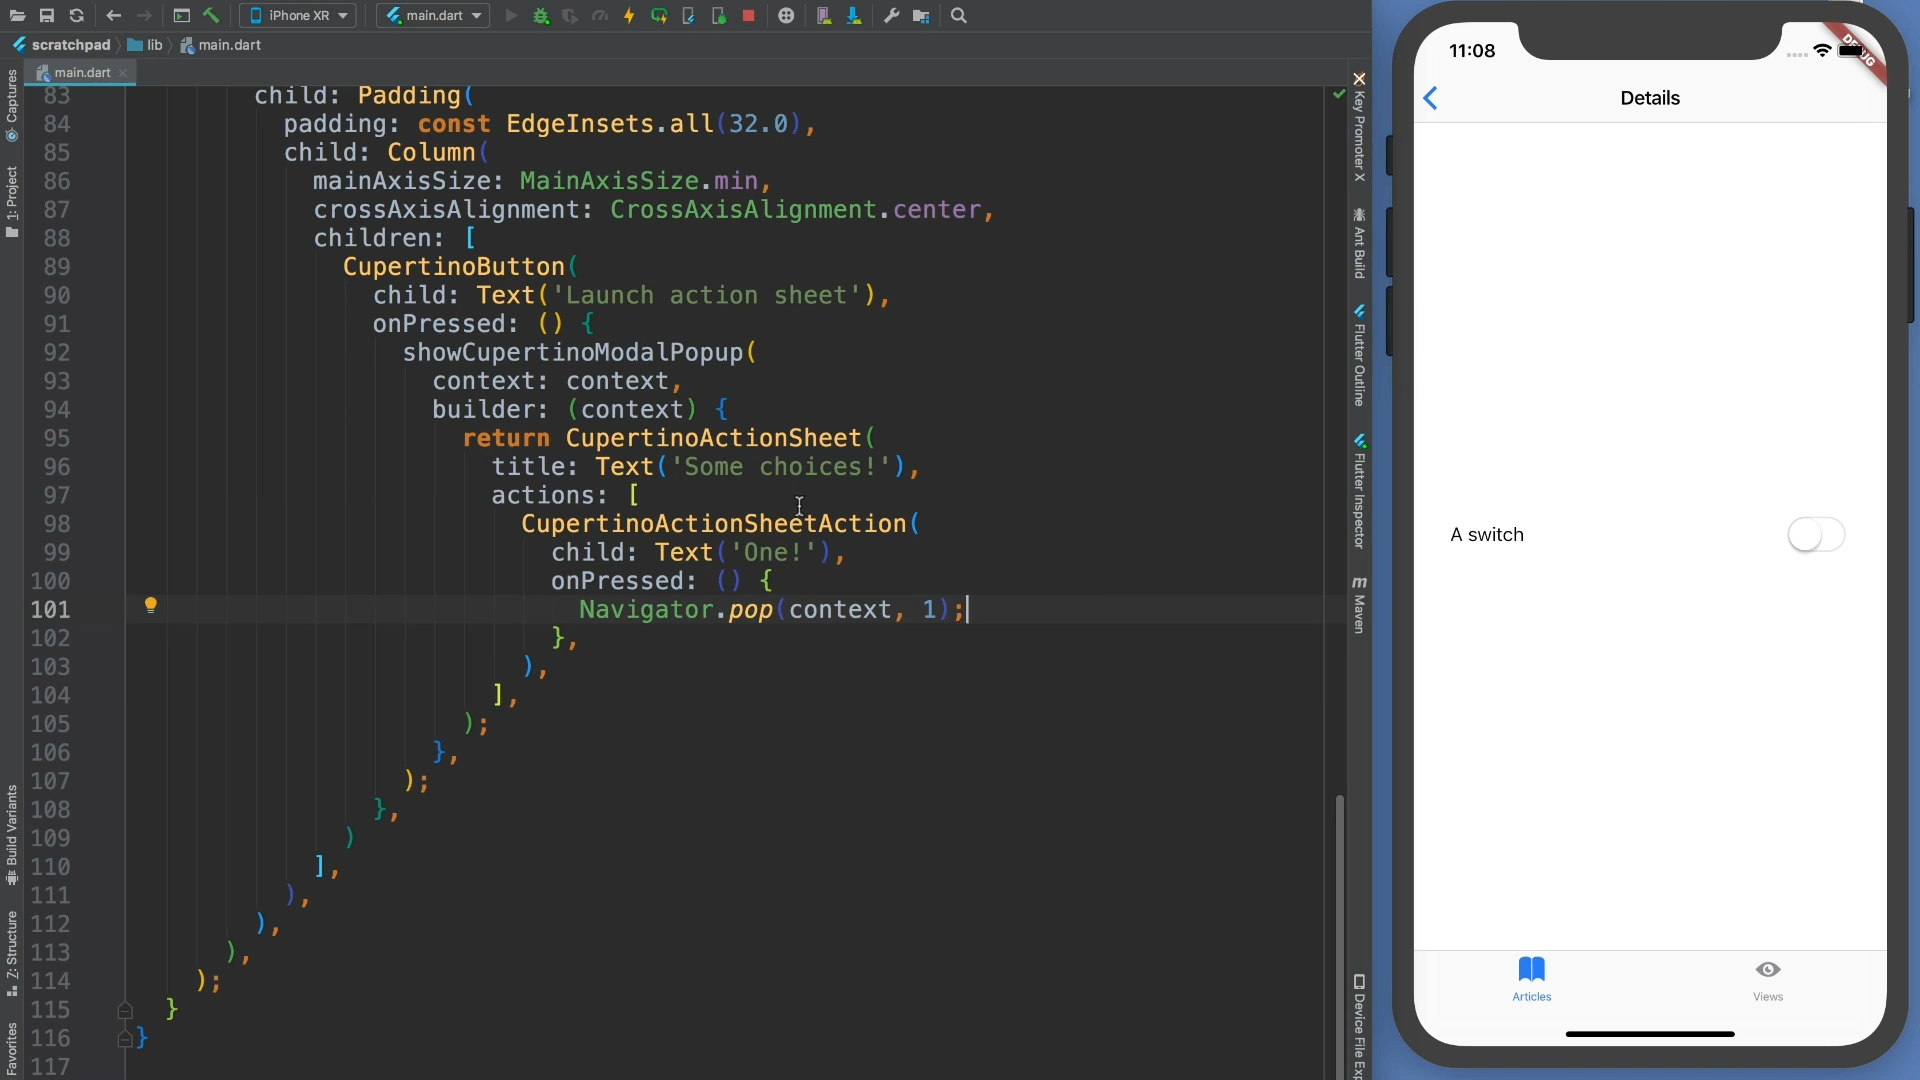 iPhone XR
main.dart
scratchpad
lib
main.dart
main.dart
Captures
1: Project
Build Variants
Z: Structure
Favorites
83 child: Padding(
84 padding: const EdgeInsets.all(32.0),
85 child: Column(
86 mainAxisSize: MainAxisSize.min,
87 crossAxisAlignment: CrossAxisAlignment.center,
88 children: [
89 CupertinoButton(
90 child: Text('Launch action sheet'),
91 onPressed: () {
92 showCupertinoModalPopup(
93 context: context,
94 builder: (context) {
95 return CupertinoActionSheet(
96 title: Text('Some choices!'),
97 actions: [
98 CupertinoActionSheetAction(
99 child: Text('One!'),
100 onPressed: () {
101 Navigator.pop(context, 1);
102 },
103 ),
104 ],
105 );
106 },
107 );
108 },
109 )
110 ],
111 ),
112 ),
113 ),
114 );
115 }
116 }
117
Key Promoter X
Ant Build
Flutter Outline
Flutter Inspector
m Maven
Device File Exp
11:08
DEBUG
Details
A switch
Articles
Views